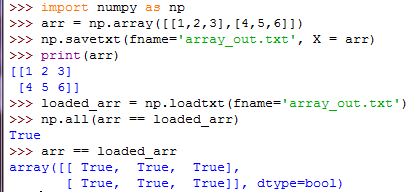 >>> import numpy as np
>>> arr = np.array([[1,2,3],[4,5,6]])
>>> np.savetxt(fname='array_out.txt', X = arr)
>>> print(arr)
[[1 2 3]
 [4 5 6]]
>>> loaded_arr = np.loadtxt(fname='array_out.txt')
>>> np.all(arr == loaded_arr)
True
>>> arr == loaded_arr
array([[ True,  True,  True],
       [ True,  True,  True]], dtype=bool)